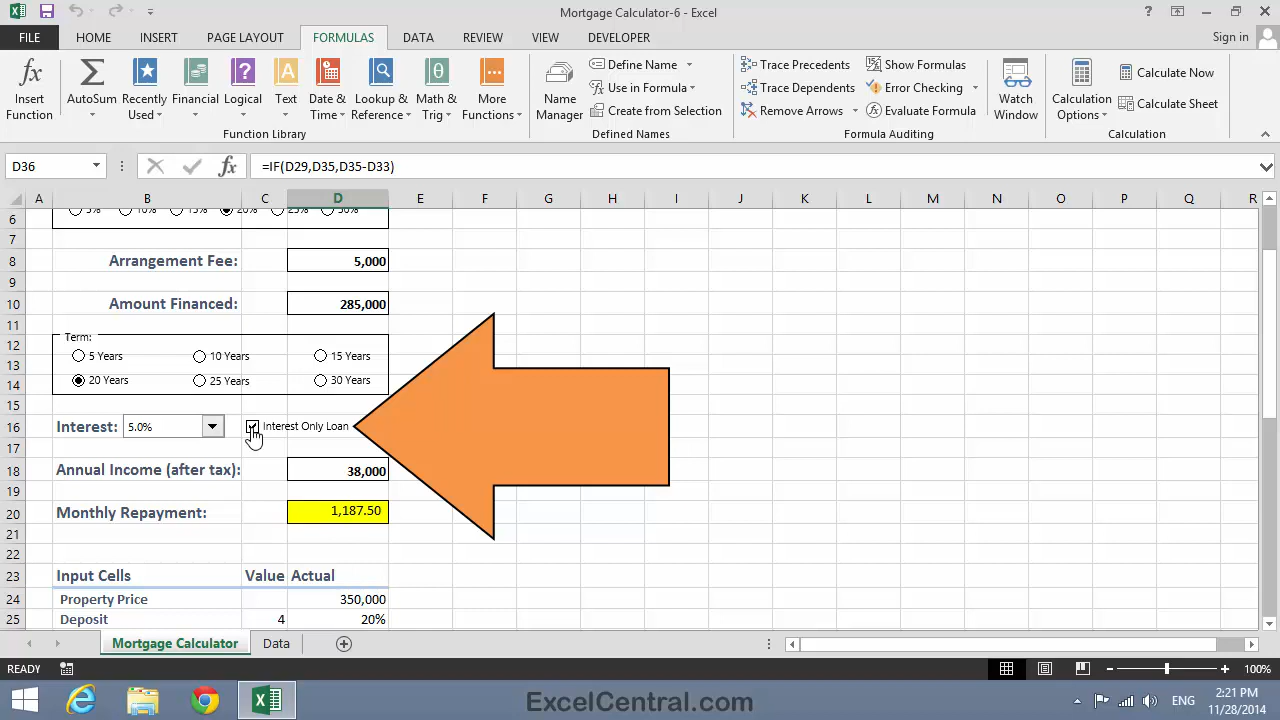 Mortgage Calculator-6 - Excel
FILE HOME INSERT PAGE LAYOUT FORMULAS DATA REVIEW VIEW DEVELOPER Sign in
Insert Function
AutoSum
Recently Used
Financial
Logical
Text
Date & Time
Lookup & Reference
Math & Trig
More Functions
Function Library
Name Manager
Define Name
Use in Formula
Create from Selection
Defined Names
Trace Precedents
Trace Dependents
Remove Arrows
Show Formulas
Error Checking
Evaluate Formula
Formula Auditing
Watch Window
Calculation Options
Calculate Now
Calculate Sheet
Calculation
D36 fx =IF(D29,D35,D35-D33)
A B C D E F G H I J K L M N O P Q R
6 5% 10% 15% 20% 25% 30%
7
8 Arrangement Fee: 5,000
9
10 Amount Financed: 285,000
11 Term:
12 5 Years 10 Years 15 Years
13
14 20 Years 25 Years 30 Years
15
16 Interest: 5.0% Interest Only Loan
17
18 Annual Income (after tax): 38,000
19
20 Monthly Repayment: 1,187.50
21
22
23 Input Cells Value Actual
24 Property Price 350,000
25 Deposit 4 20%
Mortgage Calculator Data
READY 100%
ExcelCentral.com
ENG
2:21 PM
11/28/2014